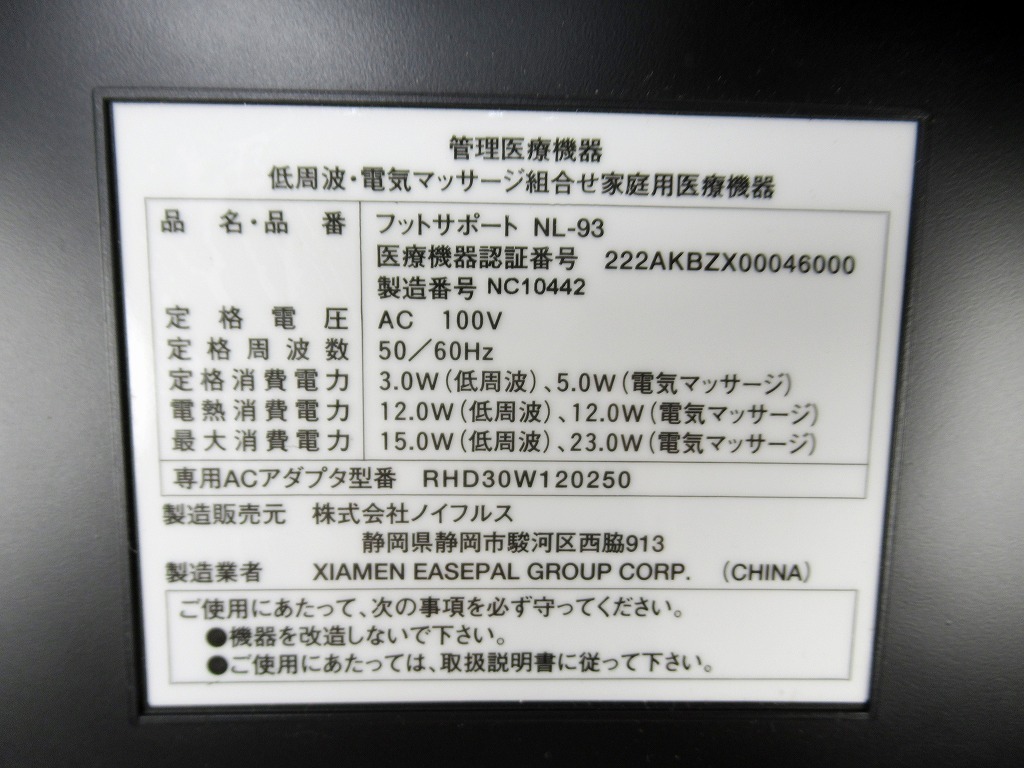 管理医療機器
低周波・電気マッサージ組合せ家庭用医療機器
品名・品番 フットサポート NL-93
医療機器認証番号 222AKBZX00046000
製造番号 NC10442
定格電圧 AC 100V
定格周波数 50／60Hz
定格消費電力 3.0W(低周波)、5.0W(電気マッサージ)
電熱消費電力 12.0W(低周波)、12.0W(電気マッサージ)
最大消費電力 15.0W(低周波)、23.0W(電気マッサージ)
専用ACアダプタ型番 RHD30W120250
製造販売元 株式会社ノイフルス
静岡県静岡市駿河区西脇913
製造業者 XIAMEN EASEPAL GROUP CORP. (CHINA)
ご使用にあたって、次の事項を必ず守ってください。
●機器を改造しないで下さい。
●ご使用にあたっては、取扱説明書に従って下さい。